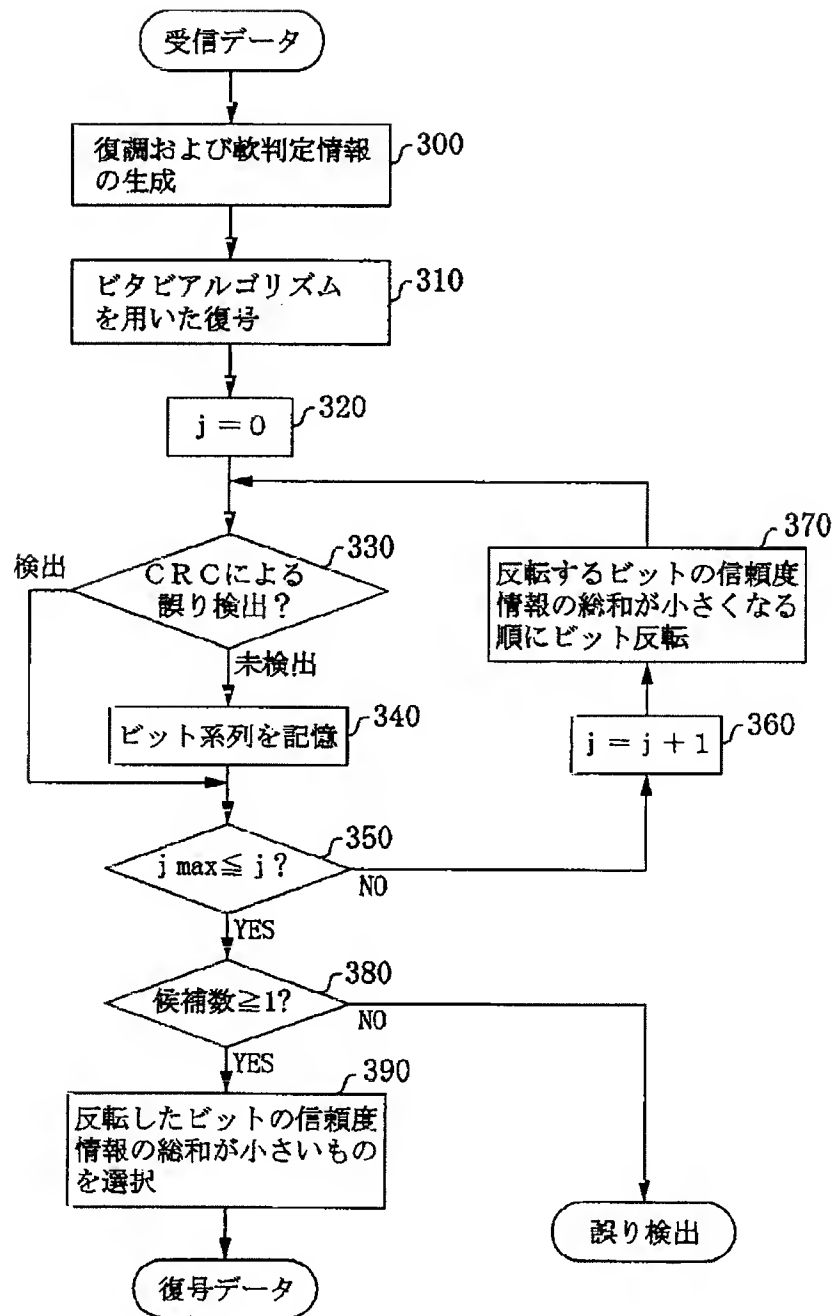 受信データ
復調および軟判定情報
の生成
300
ビタビアルゴリズム
を用いた復号
310
j=0
320
CRCによる
誤り検出?
330
検出
未検出
ビット系列を記憶
340
j max≦j?
350
NO
YES
j=j+1
360
反転するビットの信頼度
情報の総和が小さくなる
順にビット反転
370
候補数≧1?
380
NO
YES
反転したビットの信頼度
情報の総和が小さいもの
を選択
390
復号データ
誤り検出